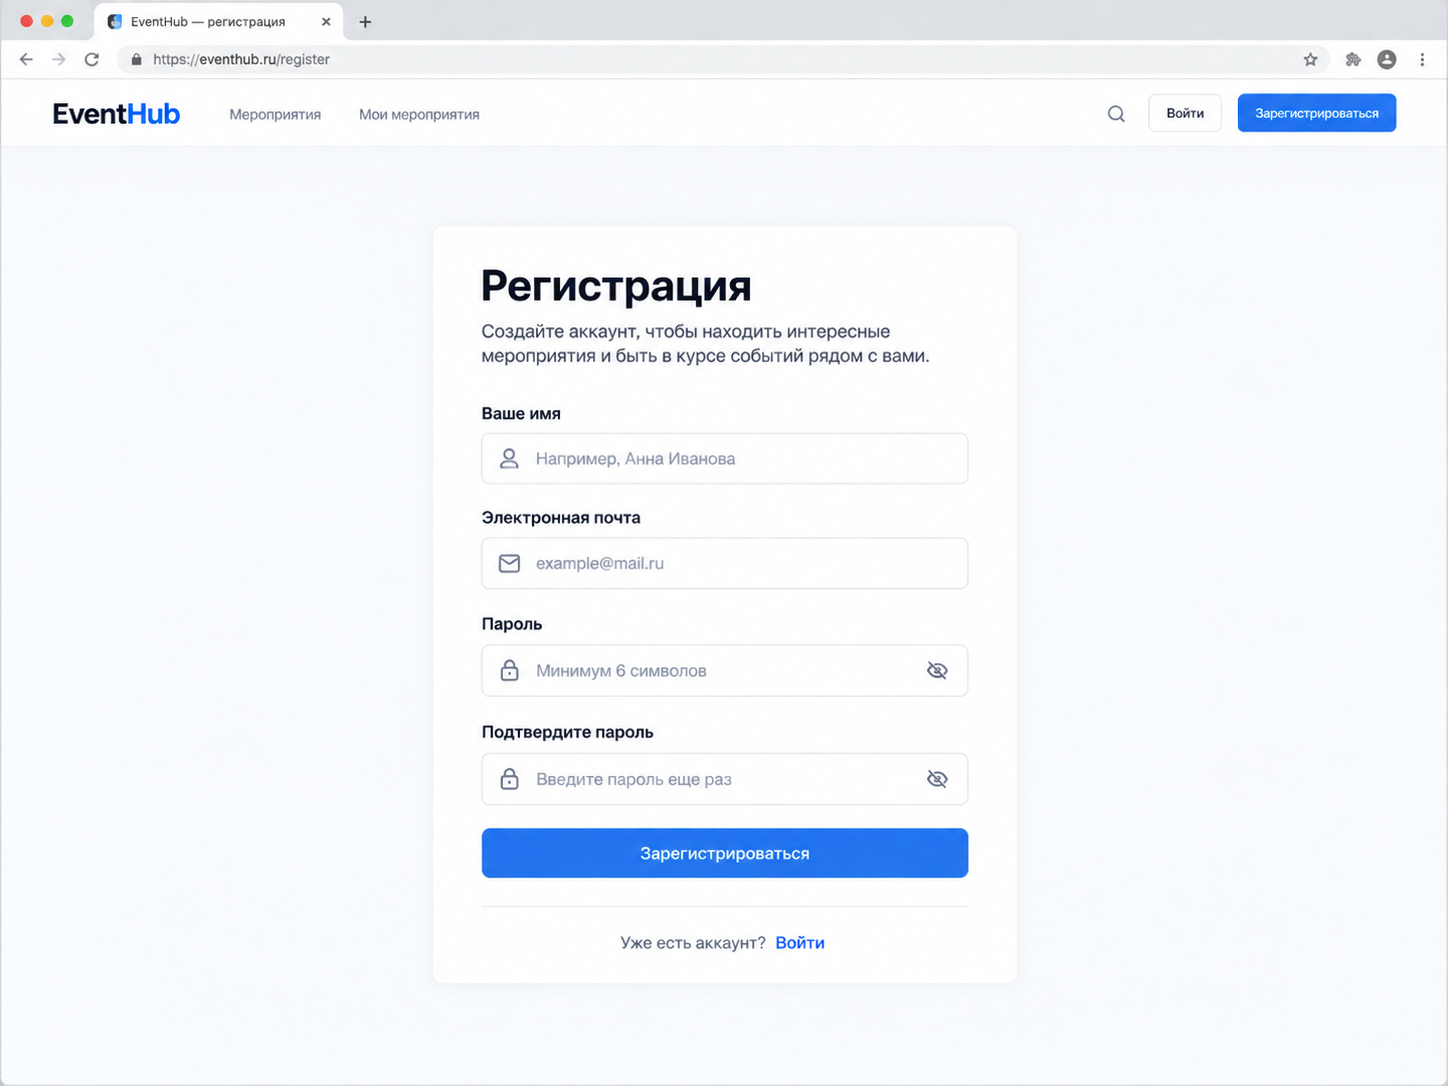 EventHub — регистрация
https://eventhub.ru/register
EventHub
Мероприятия
Мои мероприятия
Войти
Зарегистрироваться
Регистрация
Создайте аккаунт, чтобы находить интересные
мероприятия и быть в курсе событий рядом с вами.
Ваше имя
Например, Анна Иванова
Электронная почта
example@mail.ru
Пароль
Минимум 6 символов
Подтвердите пароль
Введите пароль еще раз
Зарегистрироваться
Уже есть аккаунт? Войти